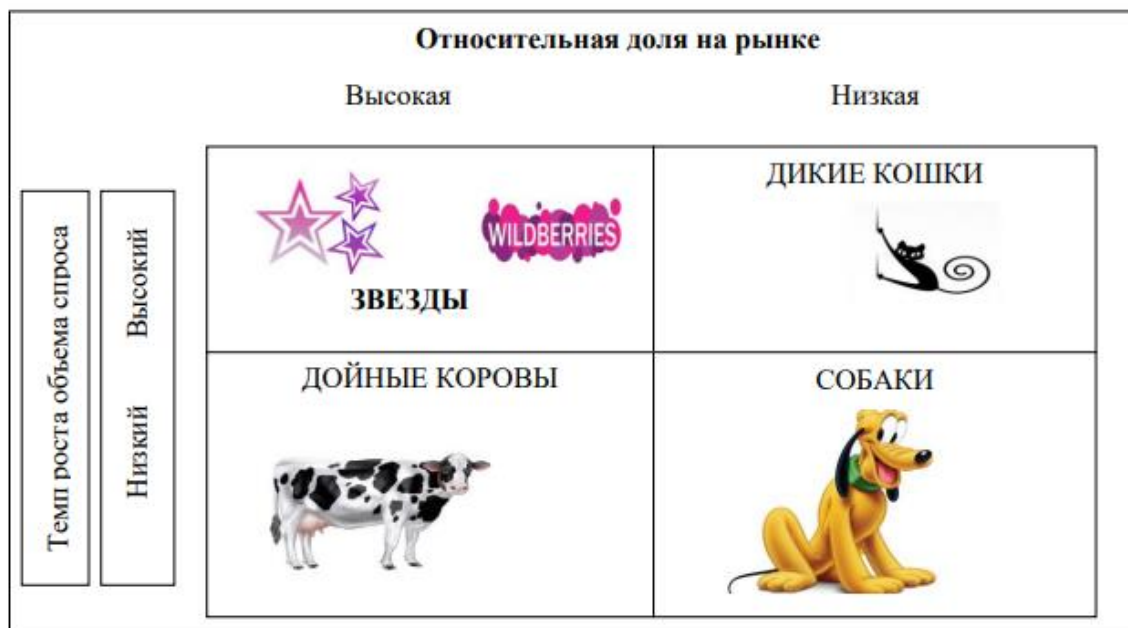 Относительная доля на рынке
Высокая
Низкая
Темп роста объема спроса
Высокий
Низкий
WILDBERRIES
ЗВЕЗДЫ
ДИКИЕ КОШКИ
ДОЙНЫЕ КОРОВЫ
СОБАКИ